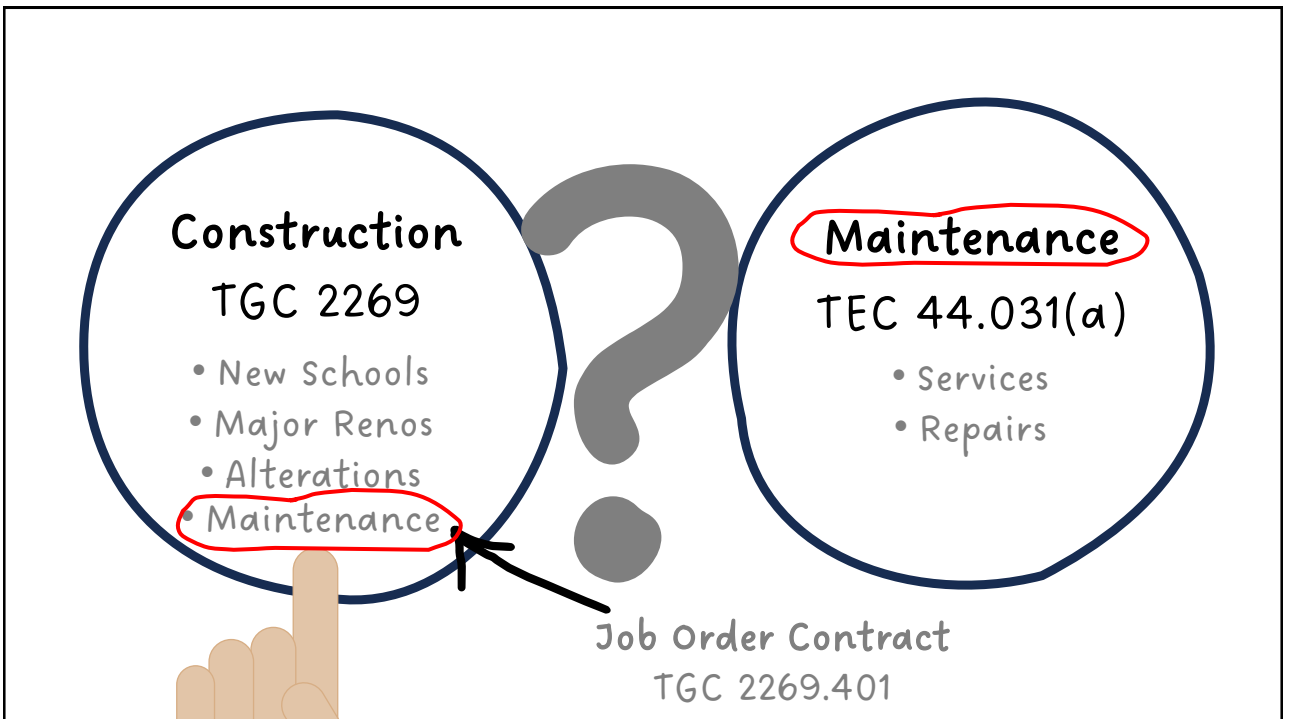 Construction
TGC 2269
• New Schools
• Major Renos
• Alterations
• Maintenance
?
Maintenance
TEC 44.031(a)
• Services
• Repairs
Job Order Contract
TGC 2269.401